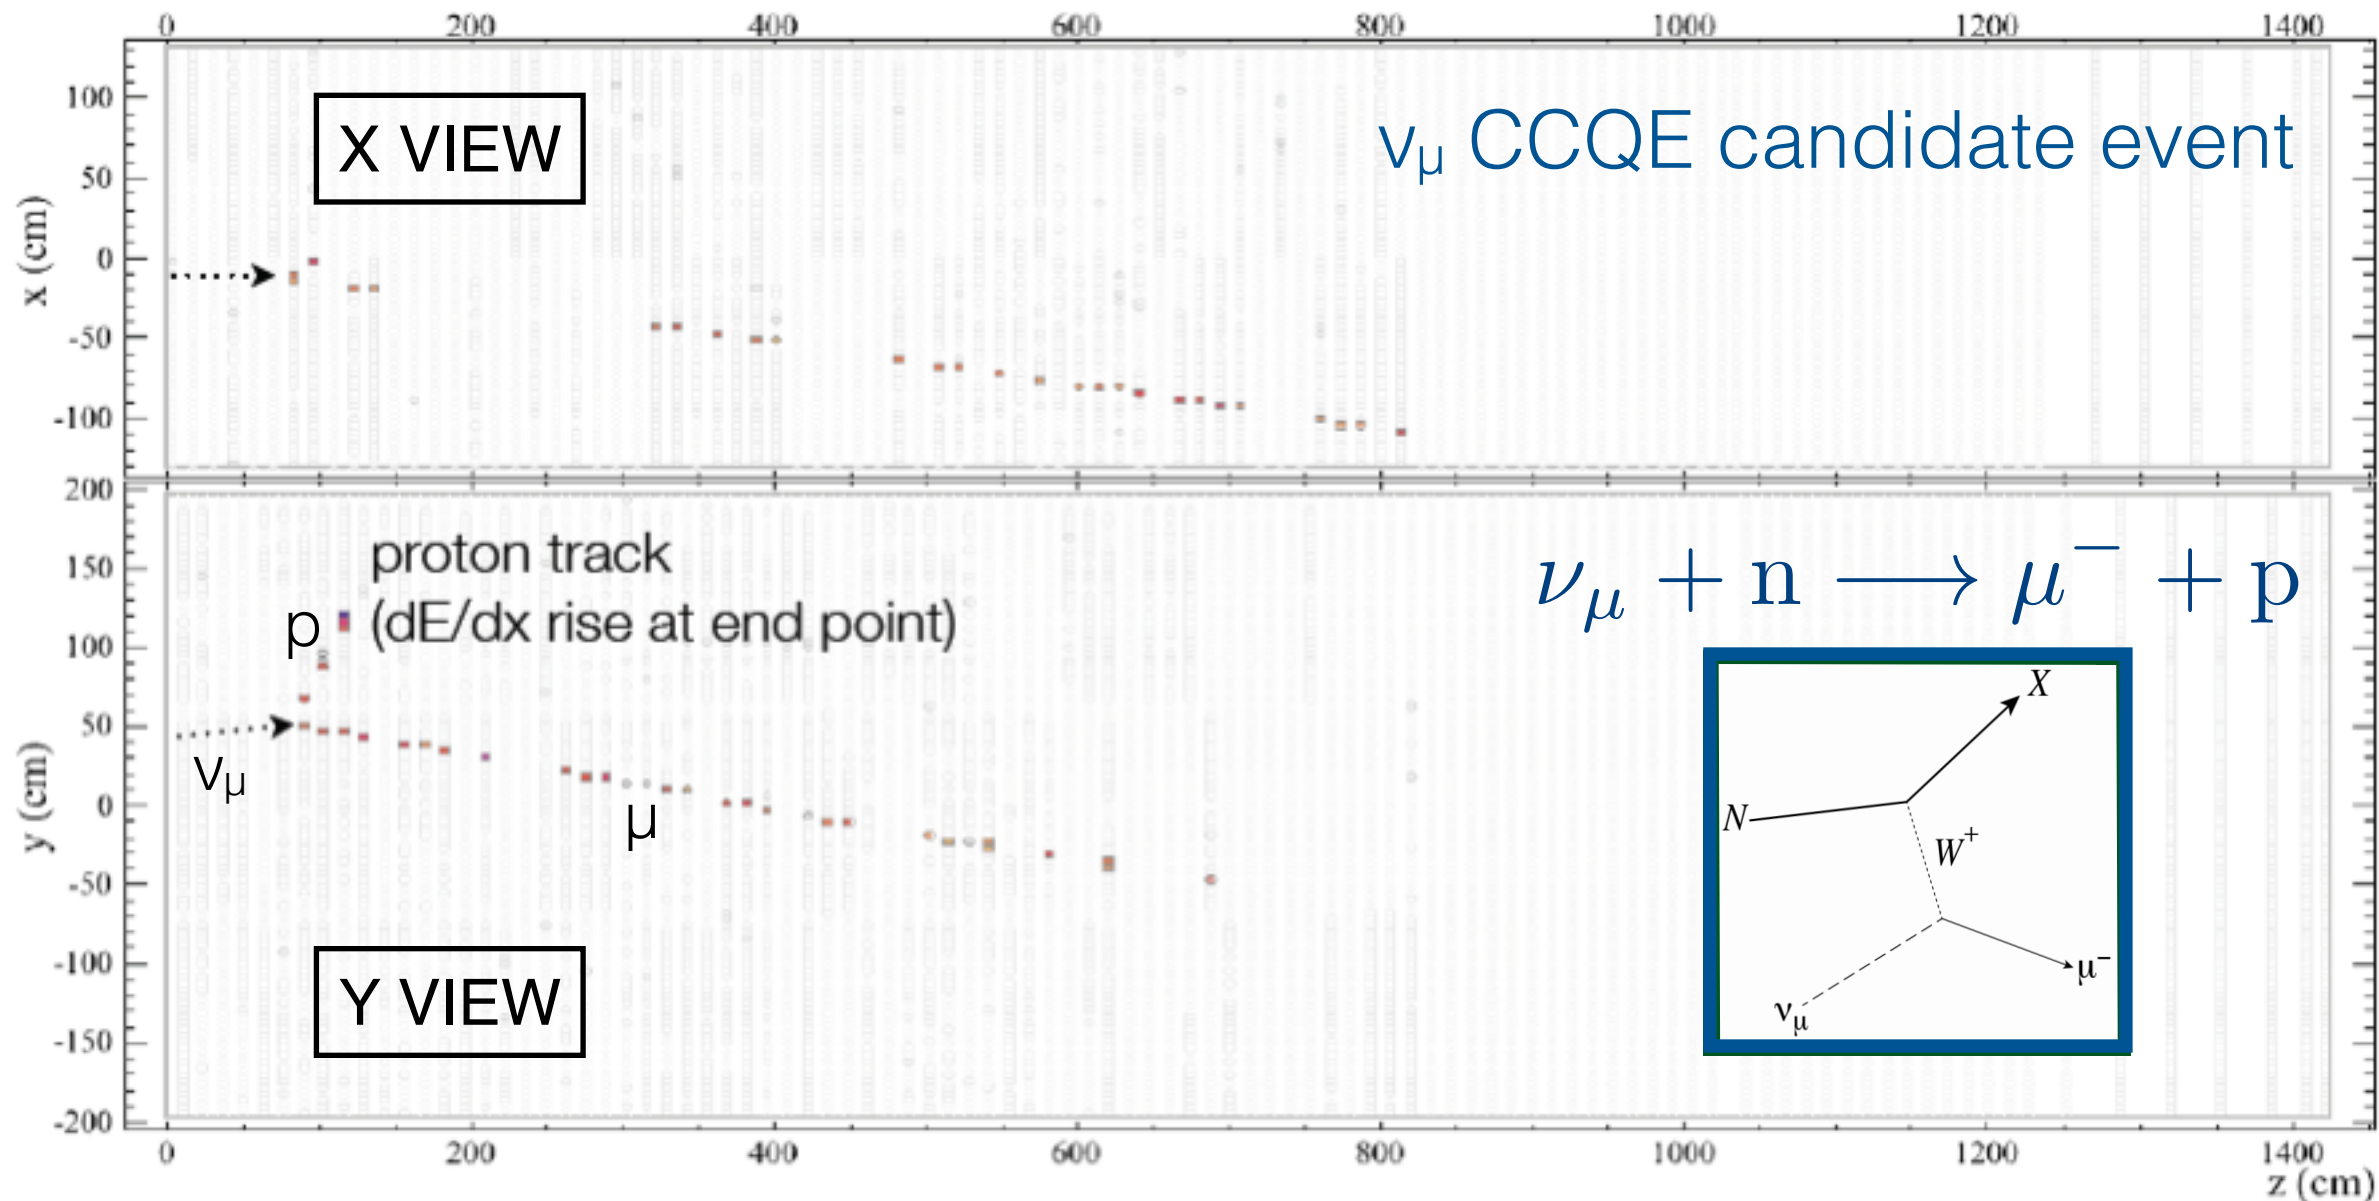 0 200 400 600 800 1000 1200 1400
100
50
0
-50
-100
x (cm)
X VIEW
νμ CCQE candidate event
200
150
100
50
0
-50
-100
-150
-200
y (cm)
proton track
p (dE/dx rise at end point)
νμ
μ
Y VIEW
ν_μ + n ⟶ μ⁻ + p
X
N
W⁺
μ⁻
νμ
0 200 400 600 800 1000 1200 1400
z (cm)